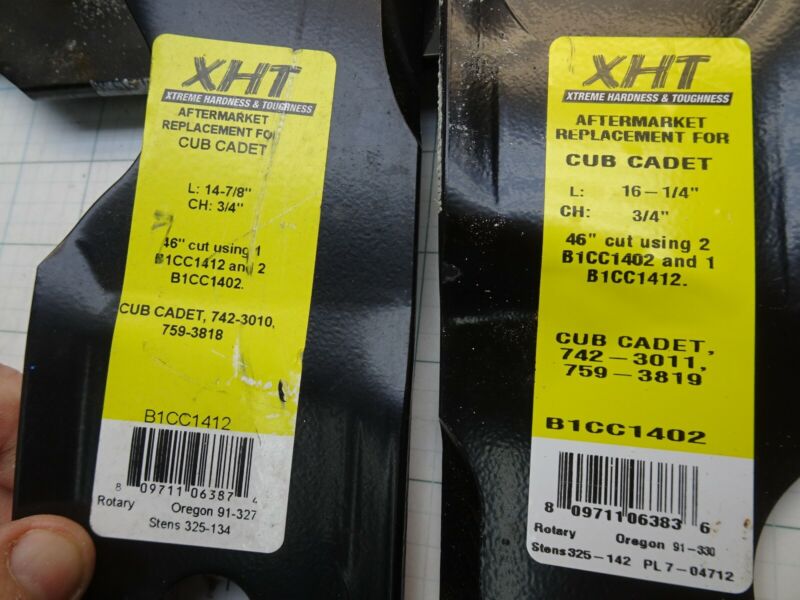 XHT
XTREME HARDNESS & TOUGHNESS
AFTERMARKET
REPLACEMENT FOR
CUB CADET
L: 14-7/8"
CH: 3/4"
46" cut using 1
B1CC1412 and 2
B1CC1402.
CUB CADET, 742-3010,
759-3818
B1CC1412
8 09711 06387 4
Rotary Oregon 91-327
Stens 325-134
XHT
XTREME HARDNESS & TOUGHNESS
AFTERMARKET
REPLACEMENT FOR
CUB CADET
L: 16-1/4"
CH: 3/4"
46" cut using 2
B1CC1402 and 1
B1CC1412.
CUB CADET,
742-3011,
759-3819
B1CC1402
8 09711 06383 6
Rotary Oregon 91-330
Stens 325-142 PL 7-04712